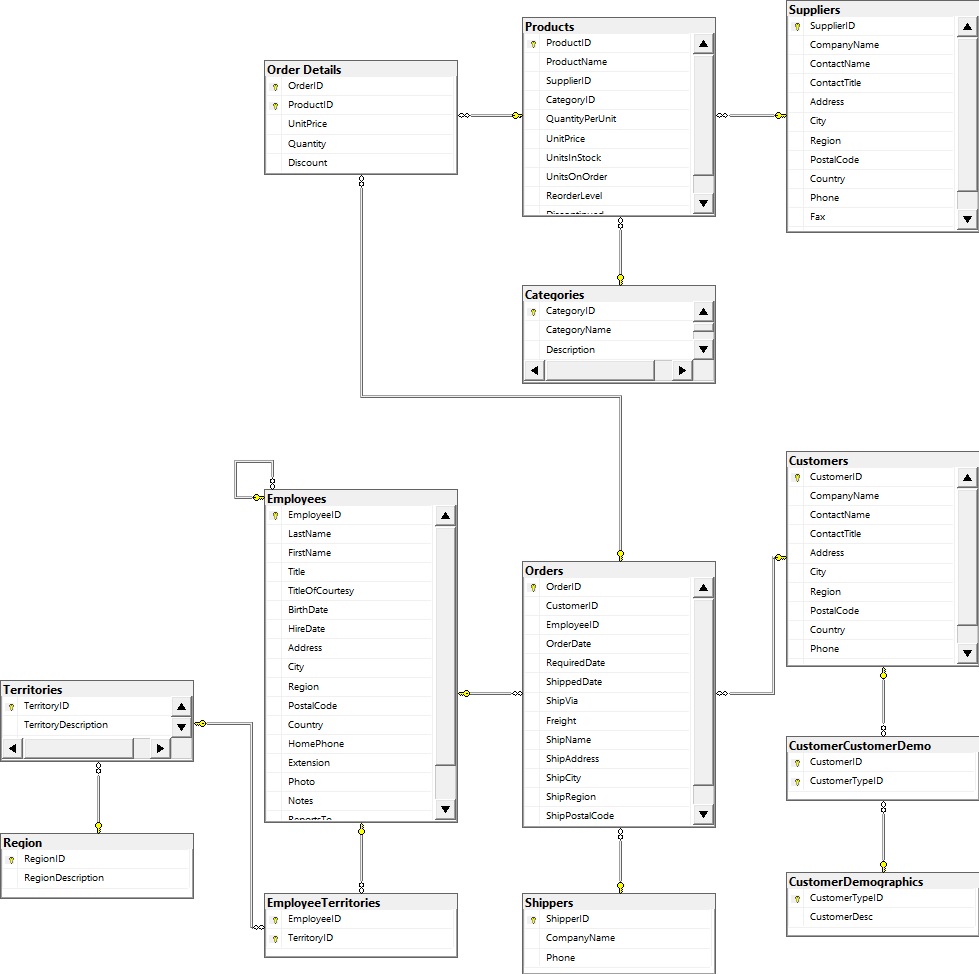 Order Details
OrderID
ProductID
UnitPrice
Quantity
Discount
Products
ProductID
ProductName
SupplierID
CategoryID
QuantityPerUnit
UnitPrice
UnitsInStock
UnitsOnOrder
ReorderLevel
Discontinued
Suppliers
SupplierID
CompanyName
ContactName
ContactTitle
Address
City
Region
PostalCode
Country
Phone
Fax
Categories
CategoryID
CategoryName
Description
Employees
EmployeeID
LastName
FirstName
Title
TitleOfCourtesy
BirthDate
HireDate
Address
City
Region
PostalCode
Country
HomePhone
Extension
Photo
Notes
ReportsTo
Orders
OrderID
CustomerID
EmployeeID
OrderDate
RequiredDate
ShippedDate
ShipVia
Freight
ShipName
ShipAddress
ShipCity
ShipRegion
ShipPostalCode
Customers
CustomerID
CompanyName
ContactName
ContactTitle
Address
City
Region
PostalCode
Country
Phone
Territories
TerritoryID
TerritoryDescription
Region
RegionID
RegionDescription
EmployeeTerritories
EmployeeID
TerritoryID
Shippers
ShipperID
CompanyName
Phone
CustomerCustomerDemo
CustomerID
CustomerTypeID
CustomerDemographics
CustomerTypeID
CustomerDesc